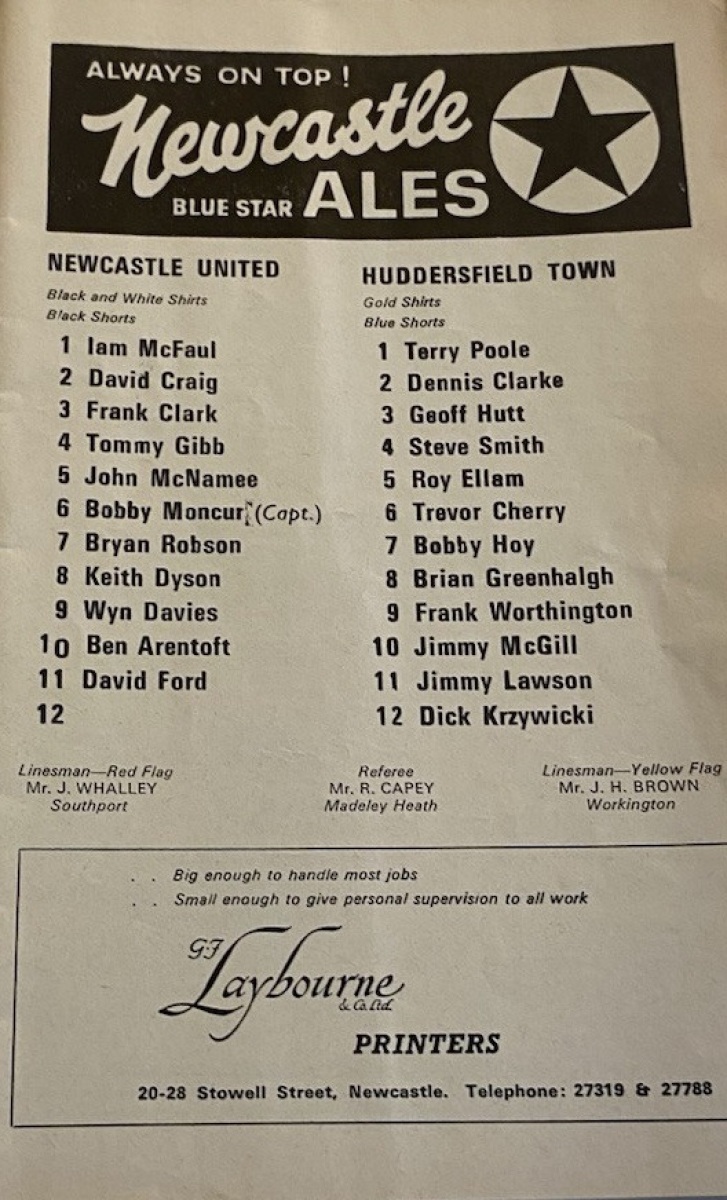 ALWAYS ON TOP!
Newcastle
BLUE STAR ALES
NEWCASTLE UNITED
Black and White Shirts
Black Shorts
1 Iam McFaul
2 David Craig
3 Frank Clark
4 Tommy Gibb
5 John McNamee
6 Bobby Moncur (Capt.)
7 Bryan Robson
8 Keith Dyson
9 Wyn Davies
10 Ben Arentoft
11 David Ford
12
HUDDERSFIELD TOWN
Gold Shirts
Blue Shorts
1 Terry Poole
2 Dennis Clarke
3 Geoff Hutt
4 Steve Smith
5 Roy Ellam
6 Trevor Cherry
7 Bobby Hoy
8 Brian Greenhalgh
9 Frank Worthington
10 Jimmy McGill
11 Jimmy Lawson
12 Dick Krzywicki
Linesman—Red Flag
Mr. J. WHALLEY
Southport
Referee
Mr. R. CAPEY
Madeley Heath
Linesman—Yellow Flag
Mr. J. H. BROWN
Workington
. . Big enough to handle most jobs
. . Small enough to give personal supervision to all work
G.F. Laybourne
& Co. Ltd.
PRINTERS
20-28 Stowell Street, Newcastle. Telephone: 27319 & 27788